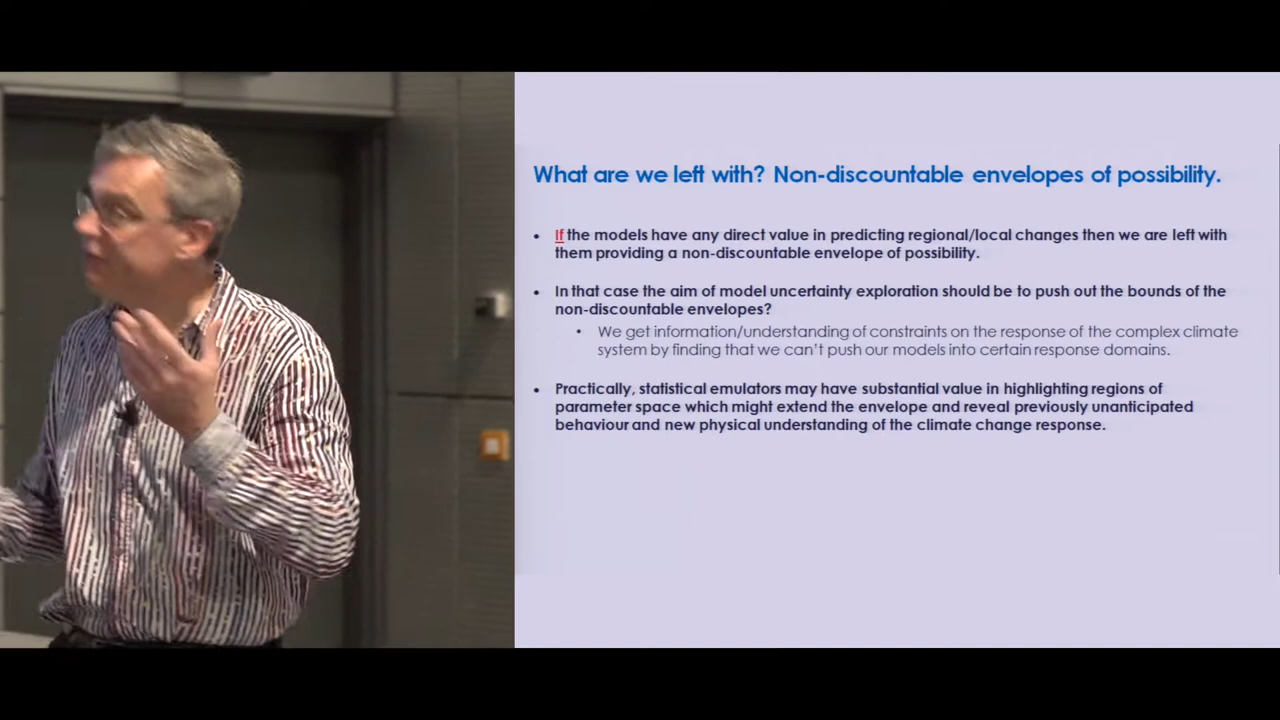 What are we left with? Non-discountable envelopes of possibility.
• If the models have any direct value in predicting regional/local changes then we are left with
them providing a non-discountable envelope of possibility.
• In that case the aim of model uncertainty exploration should be to push out the bounds of the
non-discountable envelopes?
• We get information/understanding of constraints on the response of the complex climate
system by finding that we can't push our models into certain response domains.
• Practically, statistical emulators may have substantial value in highlighting regions of
parameter space which might extend the envelope and reveal previously unanticipated
behaviour and new physical understanding of the climate change response.